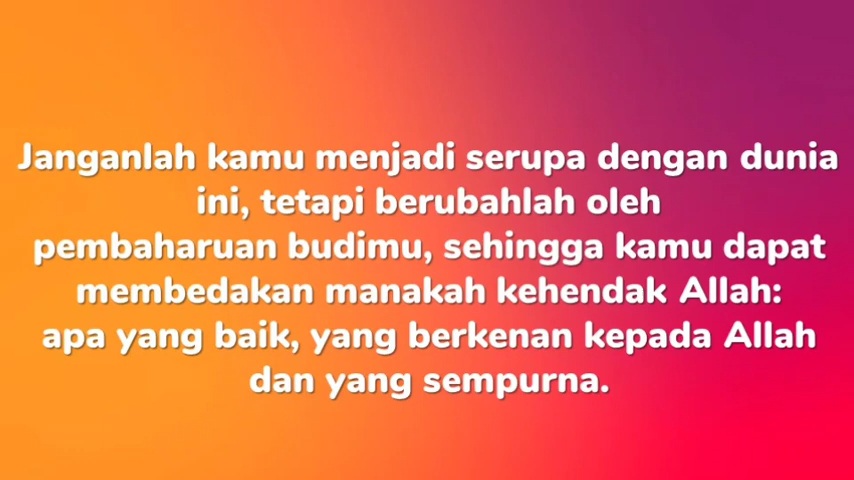 Janganlah kamu menjadi serupa dengan dunia
ini, tetapi berubahlah oleh
pembaharuan budimu, sehingga kamu dapat
membedakan manakah kehendak Allah:
apa yang baik, yang berkenan kepada Allah
dan yang sempurna.